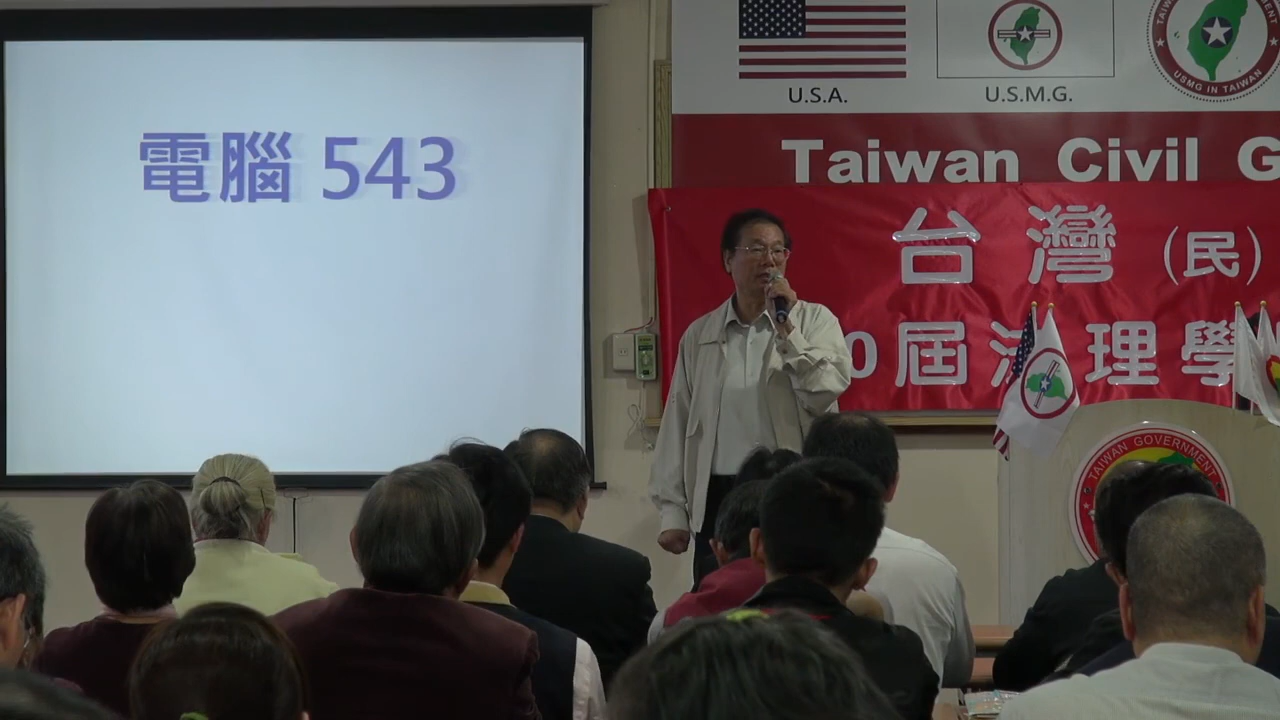 電腦 543
U.S.A.
U.S.M.G.
USMG IN TAIWAN
Taiwan Civil G
台灣(民)
0屆法理學
TAIWAN GOVERNMENT